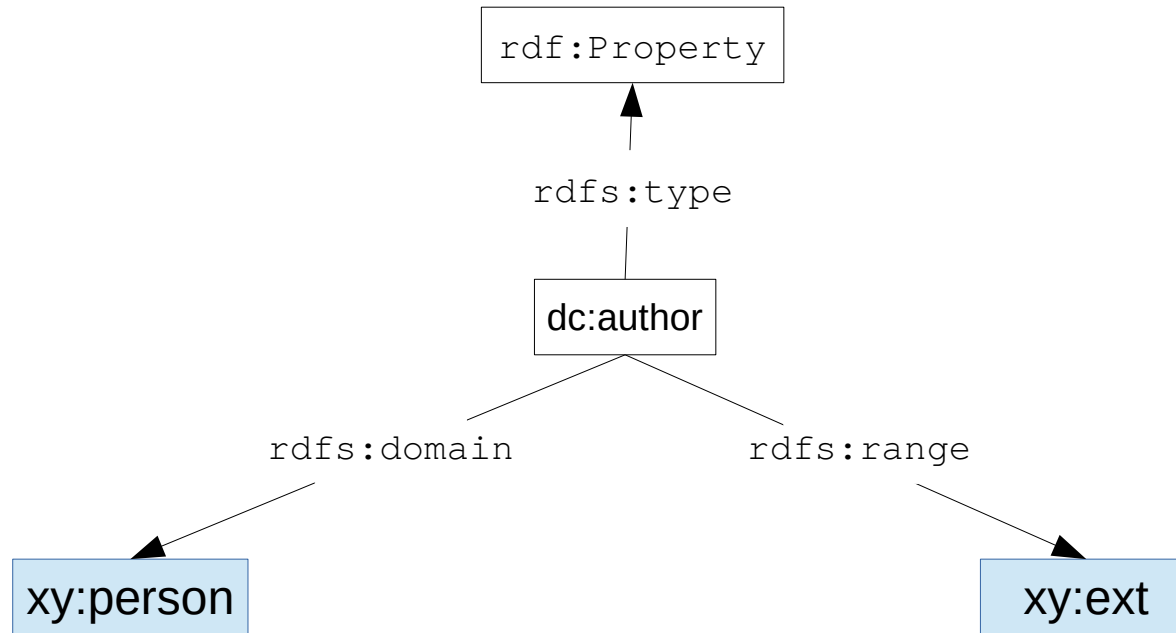 rdf:Property
rdfs:type
dc:author
rdfs:domain
rdfs:range
xy:person
xy:ext